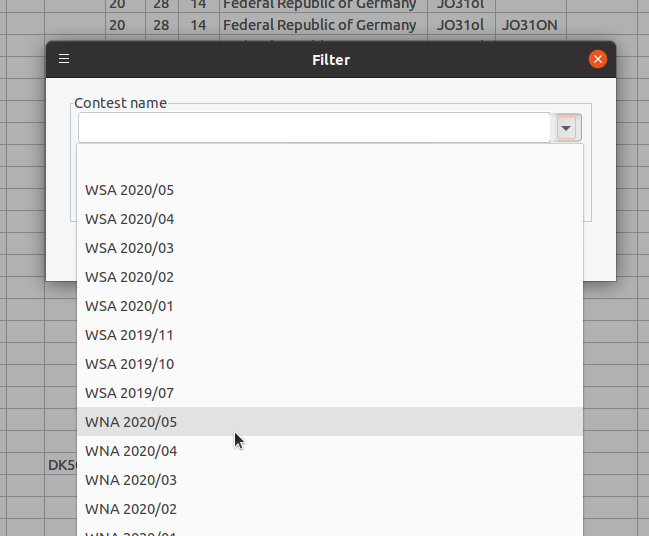 20 28 14 Federal Republic of Germany JO31ol
20 28 14 Federal Republic of Germany JO31ol JO31ON
Filter
Contest name
WSA 2020/05
WSA 2020/04
WSA 2020/03
WSA 2020/02
WSA 2020/01
WSA 2019/11
WSA 2019/10
WSA 2019/07
WNA 2020/05
WNA 2020/04
DK5
WNA 2020/03
WNA 2020/02
WNA 2020/01